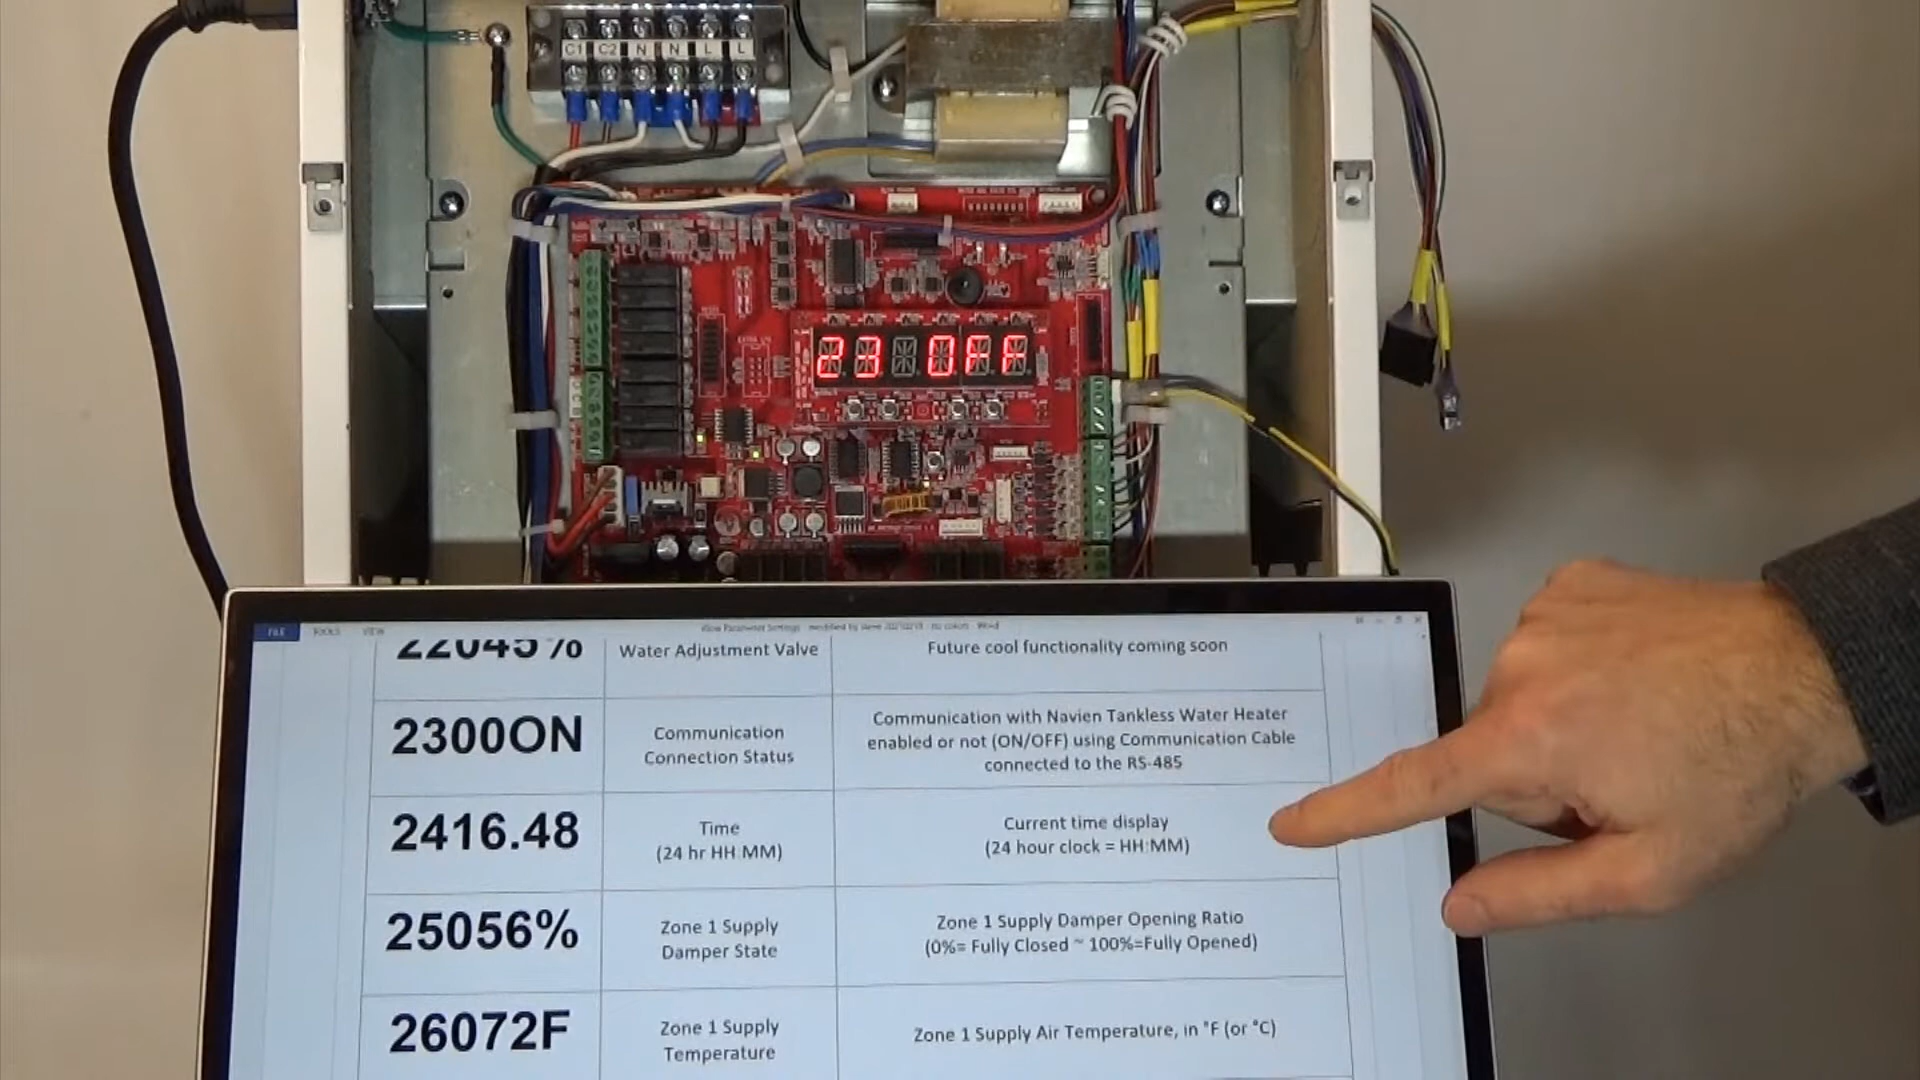 C1 C2 N N L L
23 OFF
FILE TOOLS VIEW
22045% Water Adjustment Valve Future cool functionality coming soon
2300ON
Communication
Connection Status
Communication with Navien Tankless Water Heater
enabled or not (ON/OFF) using Communication Cable
connected to the RS-485
2416.48
Time
(24 hr HH:MM)
Current time display
(24 hour clock = HH:MM)
25056%
Zone 1 Supply
Damper State
Zone 1 Supply Damper Opening Ratio
(0%= Fully Closed ~ 100%=Fully Opened)
26072F
Zone 1 Supply
Temperature
Zone 1 Supply Air Temperature, in °F (or °C)